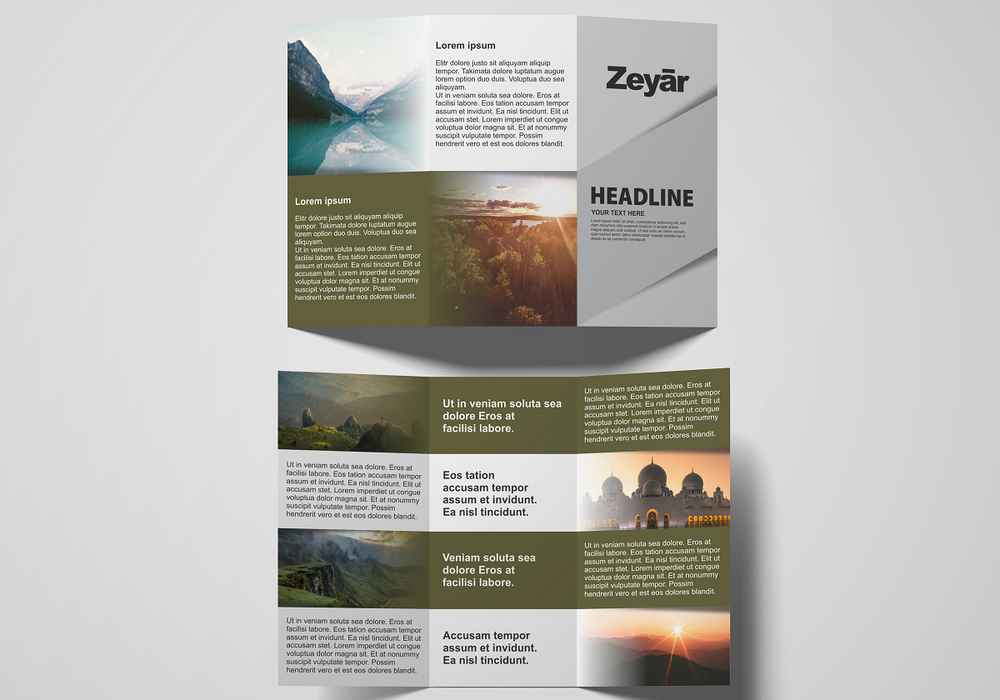 Lorem ipsum
Elitr dolore justo sit aliquyam aliquip
tempor. Takimata dolore luptatum augue
lorem option duo duis. Voluptua duo sea
aliquyam.
Ut in veniam soluta sea dolore. Eros at
facilisi labore. Eos tation accusam tempor
assum et invidunt. Ea nisl tincidunt. Elit ut
accusam stet. Lorem imperdiet ut congue
voluptua dolor magna sit. Et at nonummy
suscipit vulputate tempor. Possim
hendrerit vero et est eos dolores blandit.
Zeyār
Lorem ipsum
Elitr dolore justo sit aliquyam aliquip
tempor. Takimata dolore luptatum augue
lorem option duo duis. Voluptua duo sea
aliquyam.
Ut in veniam soluta sea dolore. Eros at
facilisi labore. Eos tation accusam tempor
assum et invidunt. Ea nisl tincidunt. Elit ut
accusam stet. Lorem imperdiet ut congue
voluptua dolor magna sit. Et at nonummy
suscipit vulputate tempor. Possim
hendrerit vero et est eos dolores blandit.
HEADLINE
YOUR TEXT HERE
Ut in veniam soluta sea
dolore Eros at
facilisi labore.
Ut in veniam soluta sea dolore. Eros at
facilisi labore. Eos tation accusam tempor
assum et invidunt. Ea nisl tincidunt. Elit ut
accusam stet. Lorem imperdiet ut congue
voluptua dolor magna sit. Et at nonummy
suscipit vulputate tempor. Possim
hendrerit vero et est eos dolores blandit.
Ut in veniam soluta sea dolore. Eros at
facilisi labore. Eos tation accusam tempor
assum et invidunt. Ea nisl tincidunt. Elit ut
accusam stet. Lorem imperdiet ut congue
voluptua dolor magna sit. Et at nonummy
suscipit vulputate tempor. Possim
hendrerit vero et est eos dolores blandit.
Eos tation
accusam tempor
assum et invidunt.
Ea nisl tincidunt.
Veniam soluta sea
dolore Eros at
facilisi labore.
Ut in veniam soluta sea dolore. Eros at
facilisi labore. Eos tation accusam tempor
assum et invidunt. Ea nisl tincidunt. Elit ut
accusam stet. Lorem imperdiet ut congue
voluptua dolor magna sit. Et at nonummy
suscipit vulputate tempor. Possim
hendrerit vero et est eos dolores blandit.
Ut in veniam soluta sea dolore. Eros at
facilisi labore. Eos tation accusam tempor
assum et invidunt. Ea nisl tincidunt. Elit ut
accusam stet. Lorem imperdiet ut congue
voluptua dolor magna sit. Et at nonummy
suscipit vulputate tempor. Possim
hendrerit vero et est eos dolores blandit.
Accusam tempor
assum et invidunt.
Ea nisl tincidunt.